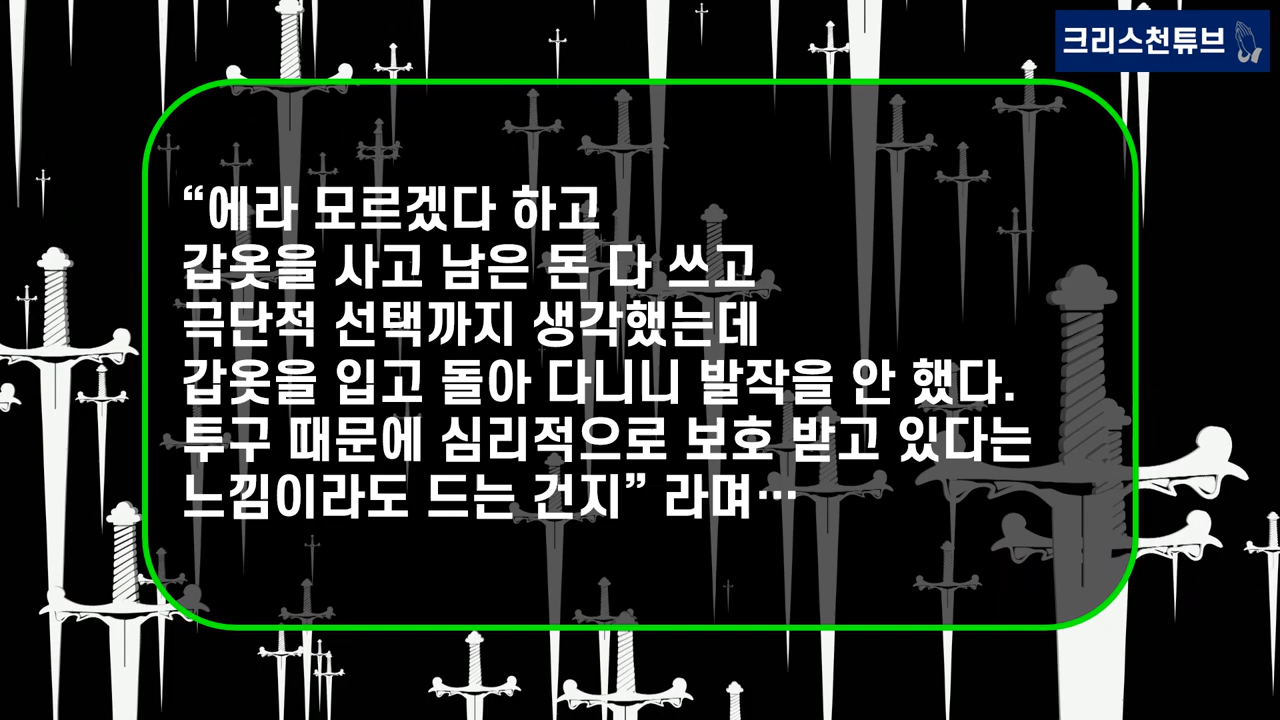 크리스천튜브
“에라 모르겠다 하고
갑옷을 사고 남은 돈 다 쓰고
극단적 선택까지 생각했는데
갑옷을 입고 돌아 다니니 발작을 안 했다.
투구 때문에 심리적으로 보호 받고 있다는
느낌이라도 드는 건지” 라며…